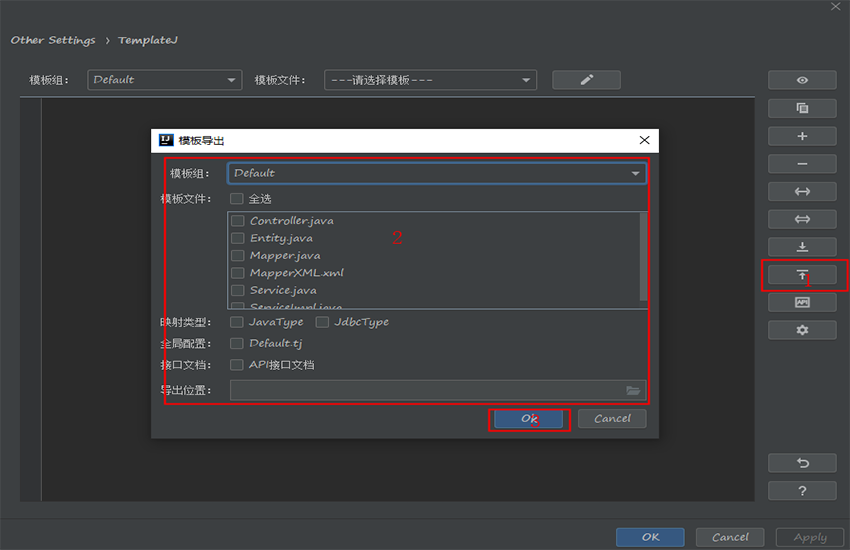 Other Settings › TemplateJ
模板组： Default 模板文件： ---请选择模板---
模板导出
模板组： Default
模板文件： 全选
Controller.java
2
Entity.java
Mapper.java
MapperXML.xml
Service.java
ServiceImpl.java
1
API
映射类型： JavaType JdbcType
全局配置： Default.tj
接口文档： API接口文档
导出位置：
Ok 3 Cancel
?
OK Cancel Apply